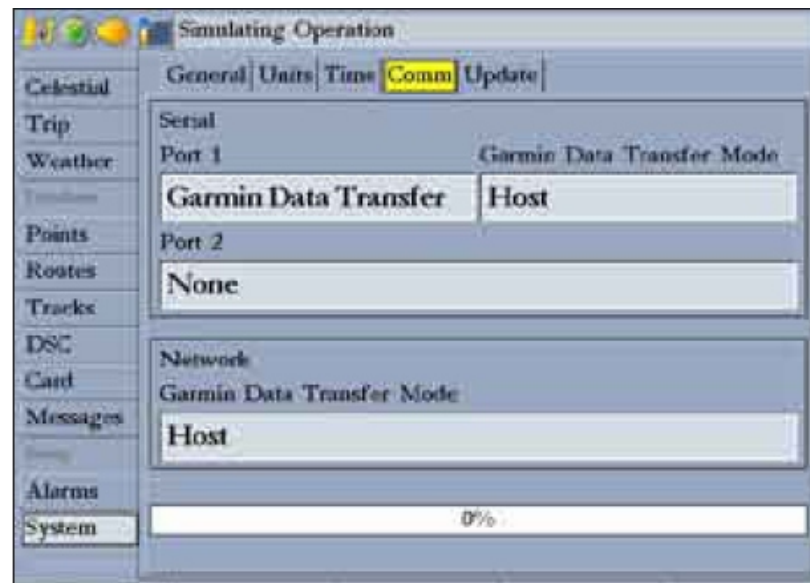 Simulating Operation
General Units Time Comm Update
Celestial
Trip
Weather
Points
Routes
Tracks
DSC
Card
Messages
Alarms
System
Serial
Port 1
Garmin Data Transfer Mode
Garmin Data Transfer
Host
Port 2
None
Network
Garmin Data Transfer Mode
Host
0%